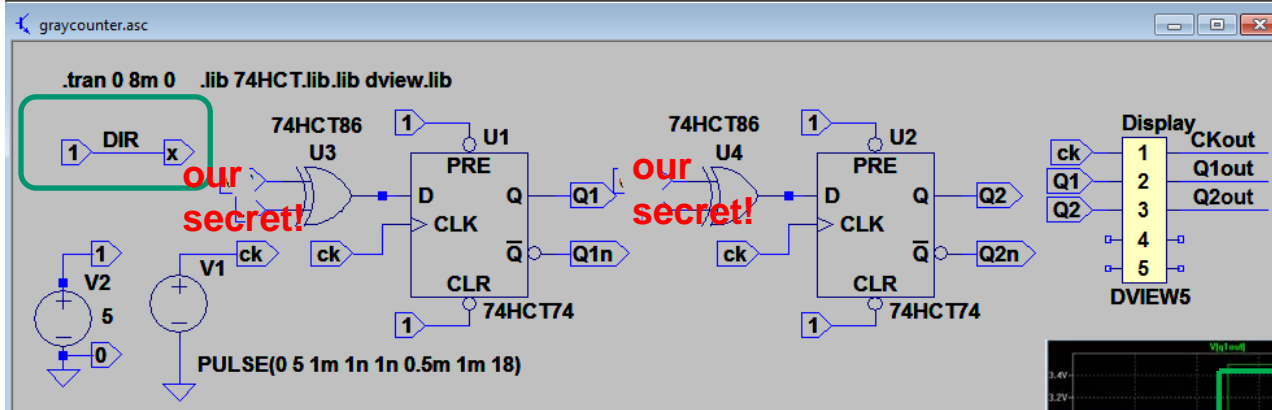 graycounter.asc
.tran 0 8m 0 .lib 74HCT.lib.lib dview.lib
1 DIR x
74HCT86
U3
our
secret!
1
U1
PRE
D Q Q1
CLK
ck
Q Q1n
CLR
1 74HCT74
74HCT86
U4
our
secret!
1
U2
PRE
D Q Q2
CLK
ck
Q Q2n
CLR
1 74HCT74
Display
ck 1 CKout
Q1 2 Q1out
Q2 3 Q2out
4
5
DVIEW5
1
V2
5
0
V1
ck
PULSE(0 5 1m 1n 1n 0.5m 1m 18)
V(q1out)
3.4V
3.2V